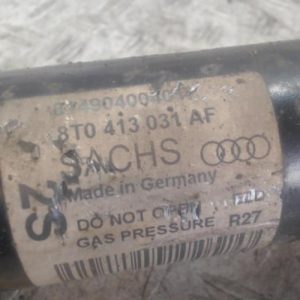 8T0 413 031 AF
SACHS
Made in Germany
DO NOT OPEN
GAS PRESSURE R27